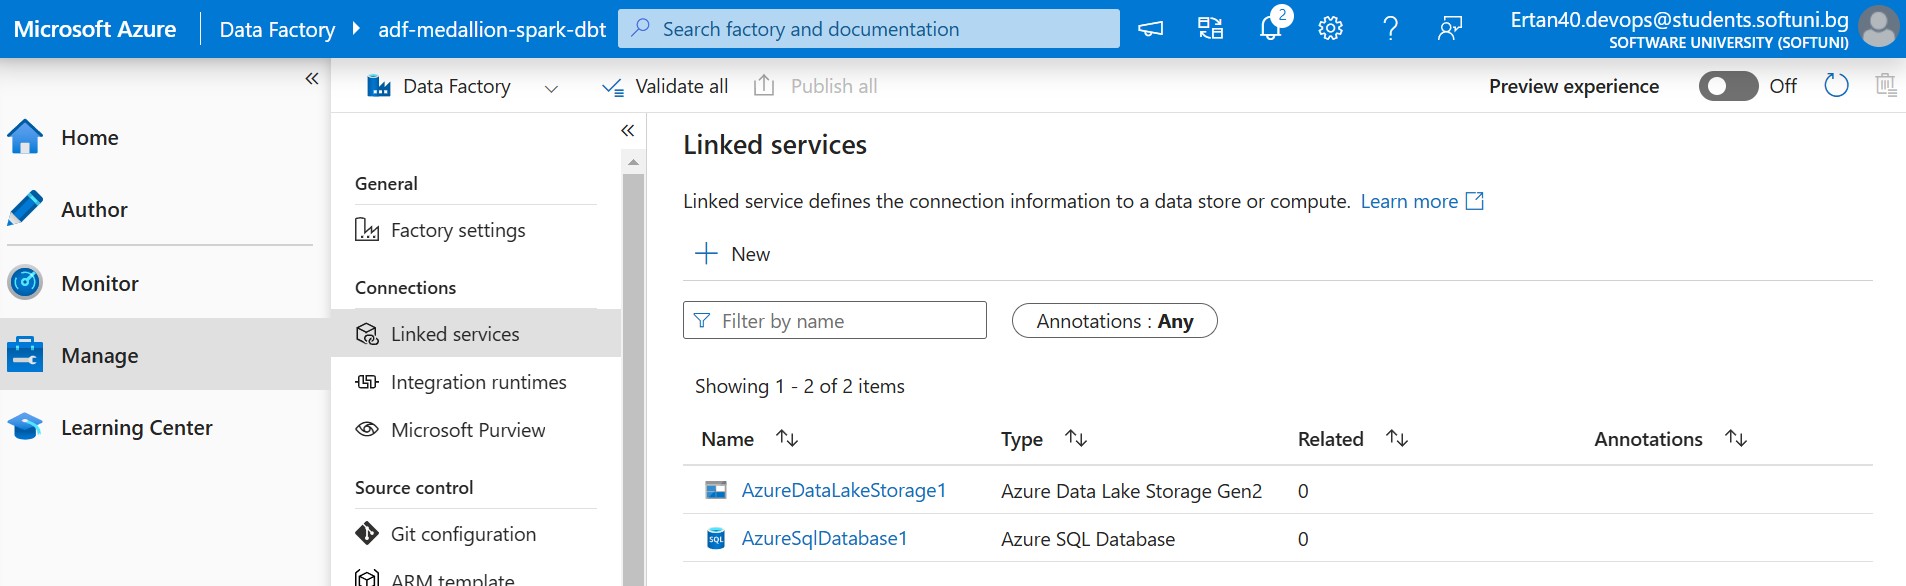 Microsoft Azure
Data Factory
adf-medallion-spark-dbt
Search factory and documentation
2
Ertan40.devops@students.softuni.bg
SOFTWARE UNIVERSITY (SOFTUNI)
Home
Author
Monitor
Manage
Learning Center
Data Factory
Validate all
Publish all
Preview experience
Off
General
Factory settings
Connections
Linked services
Integration runtimes
Microsoft Purview
Source control
Git configuration
ARM template
Linked services
Linked service defines the connection information to a data store or compute. Learn more
New
Filter by name
Annotations : Any
Showing 1 - 2 of 2 items
Name Type Related Annotations
AzureDataLakeStorage1 Azure Data Lake Storage Gen2 0
SQL AzureSqlDatabase1 Azure SQL Database 0